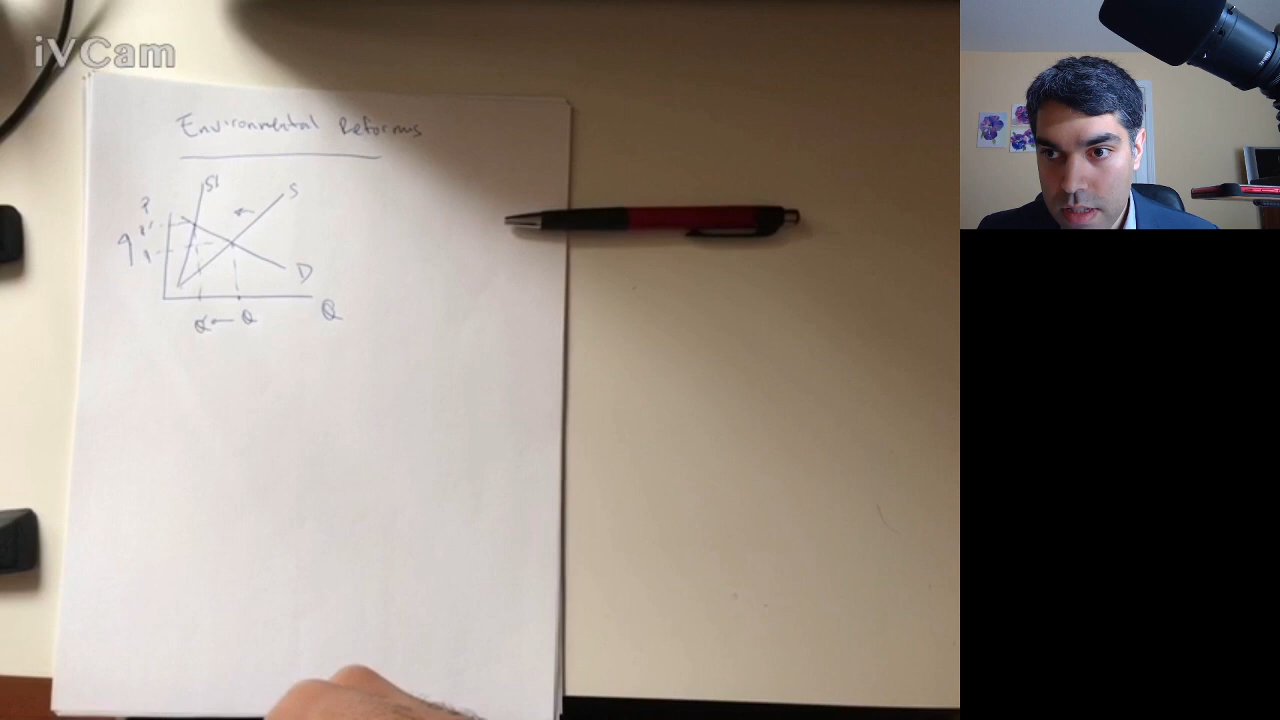 iVCam
Environmental Reforms
S1 S
P
P'
P
D
Q' ← Q Q